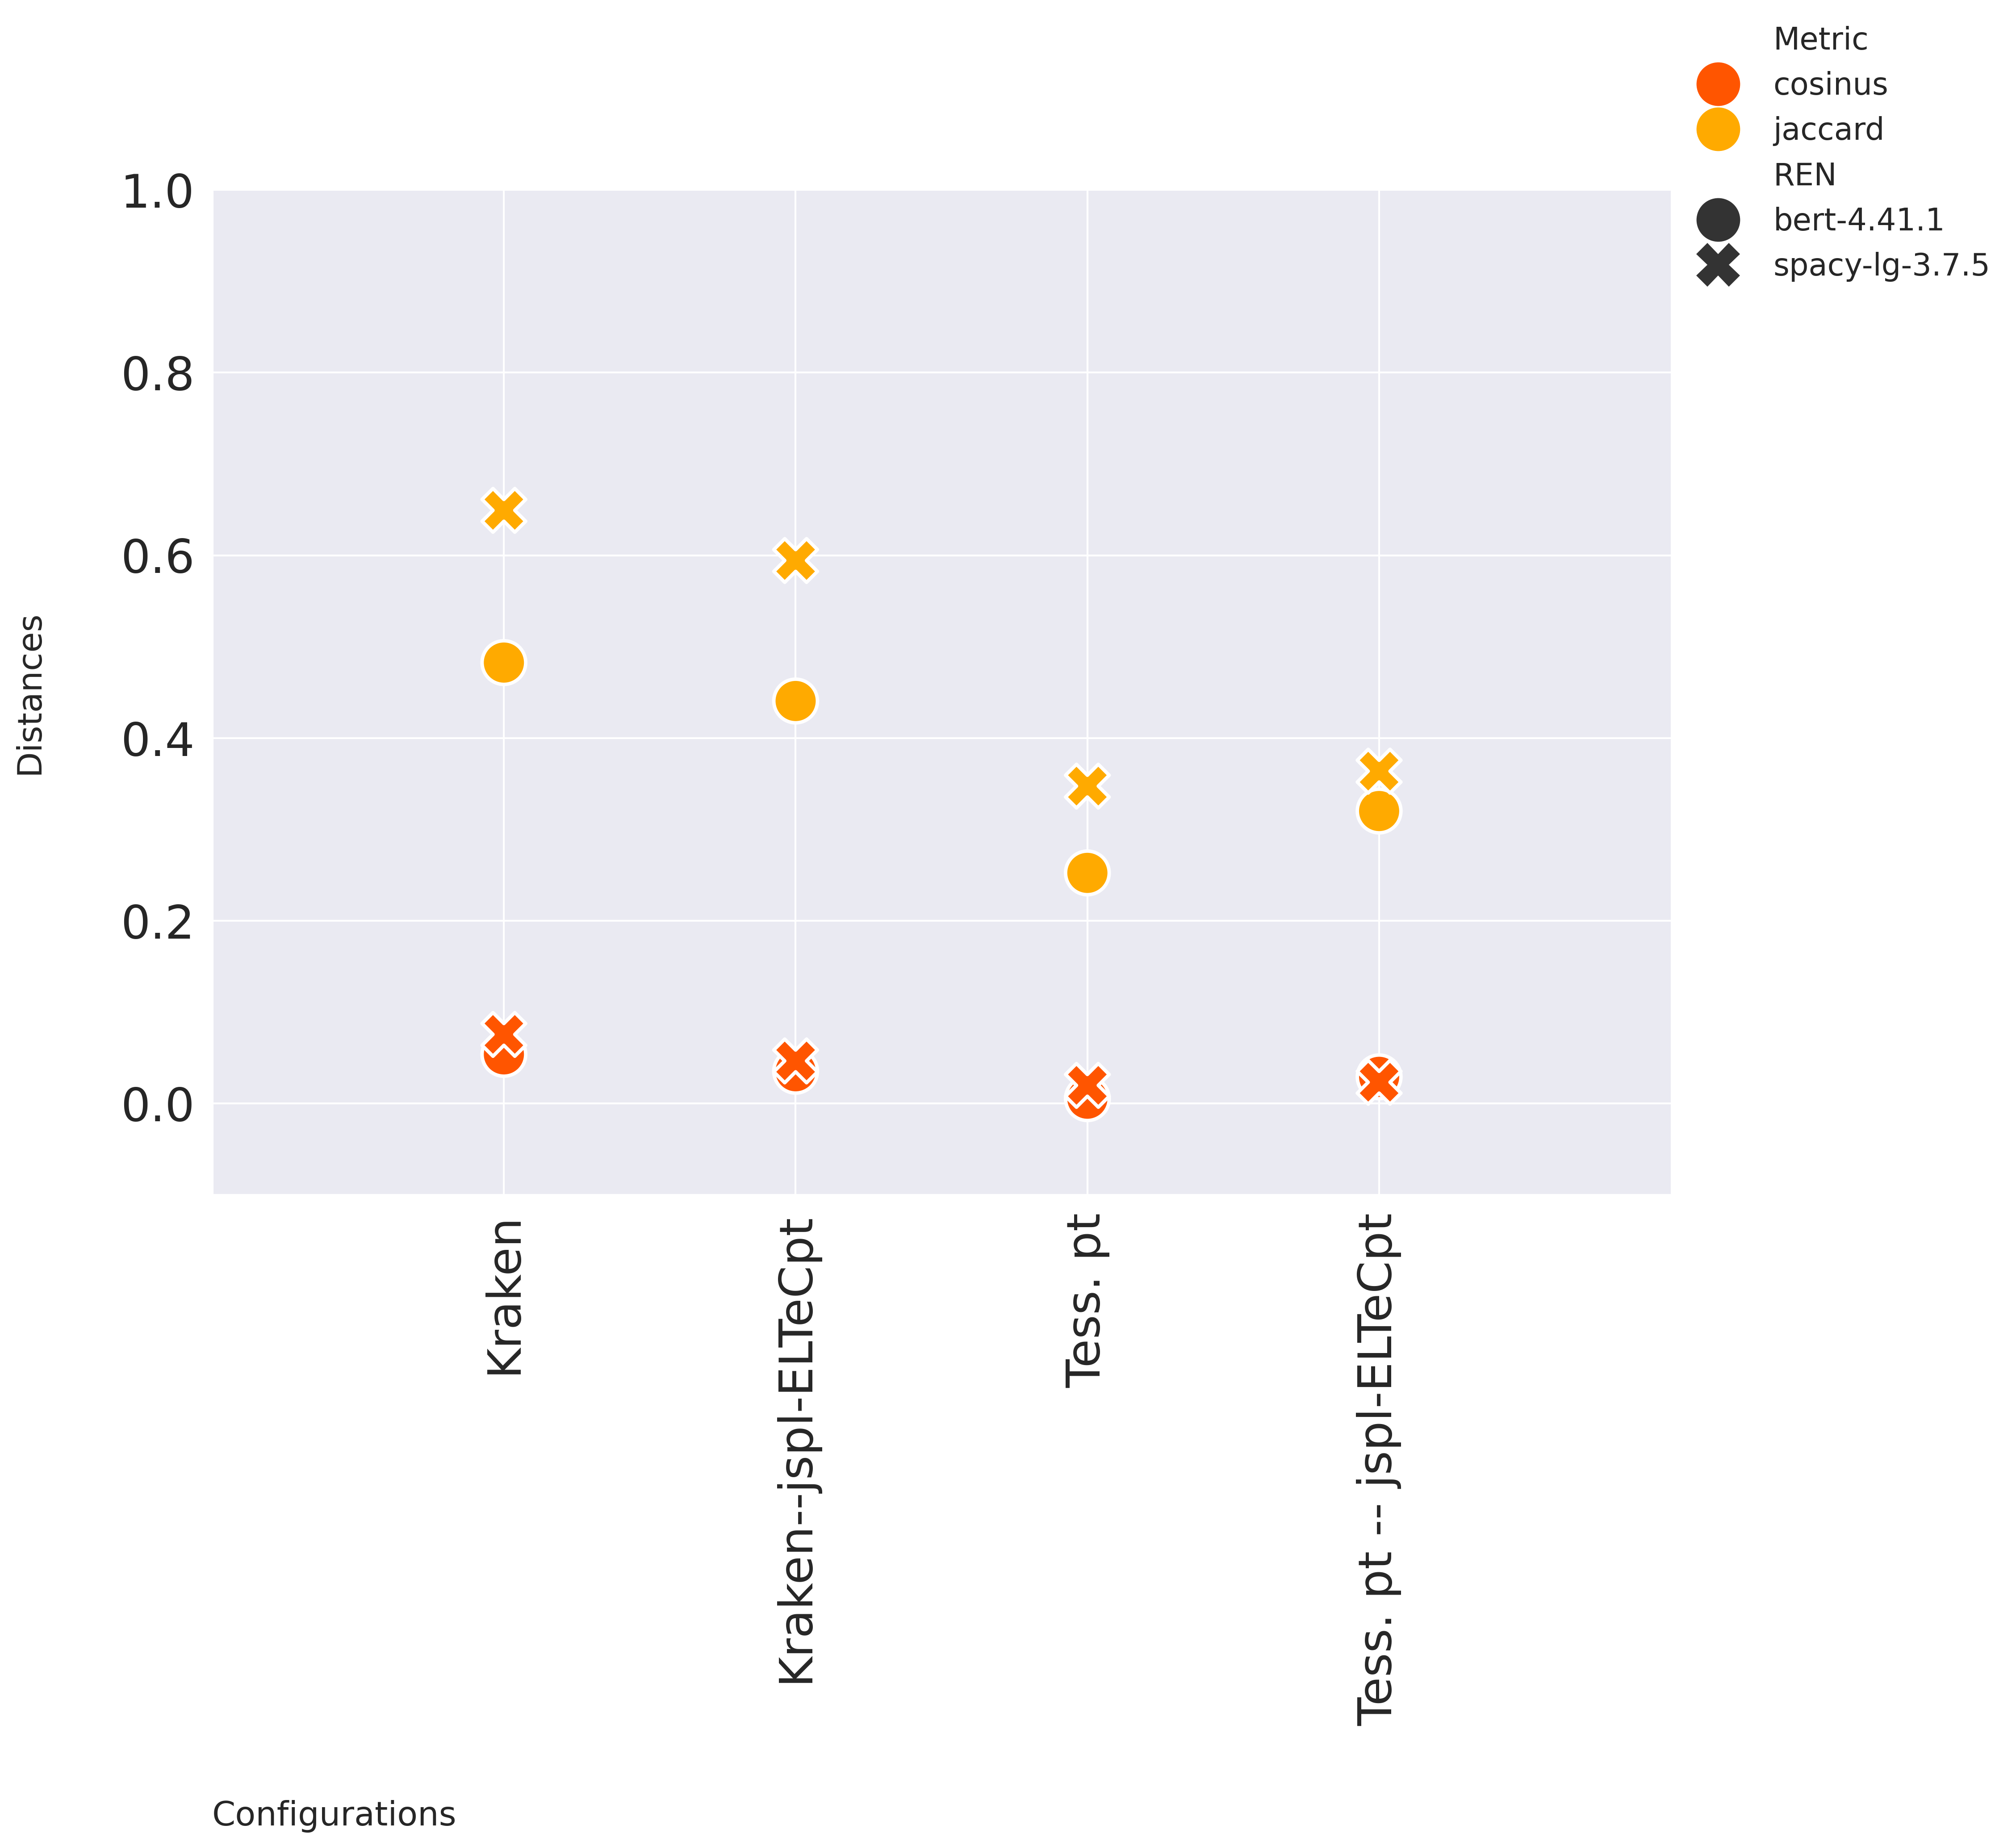 Metric
cosinus
jaccard
REN
bert-4.41.1
spacy-lg-3.7.5
1.0
0.8
0.6
0.4
0.2
0.0
Distances
Kraken
Kraken--jspl-ELTeCpt
Tess. pt
Tess. pt -- jspl-ELTeCpt
Configurations